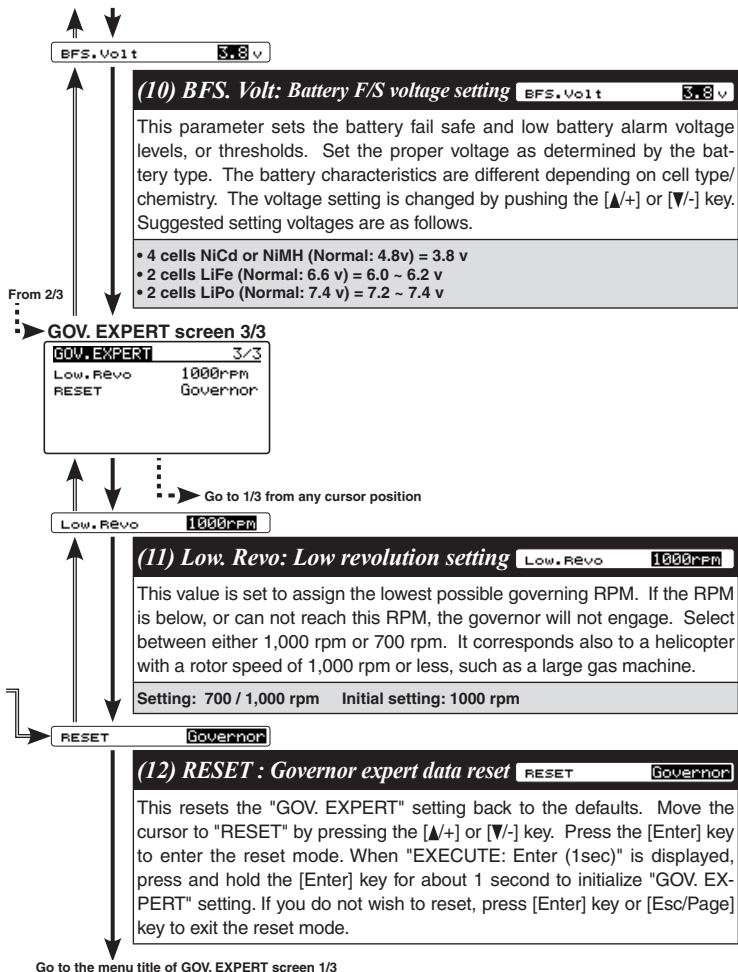 BFS.Volt 3.8 v
(10) BFS. Volt: Battery F/S voltage setting BFS.Volt 3.8 v
This parameter sets the battery fail safe and low battery alarm voltage
levels, or thresholds. Set the proper voltage as determined by the bat-
tery type. The battery characteristics are different depending on cell type/
chemistry. The voltage setting is changed by pushing the [▲/+] or [▼/-] key.
Suggested setting voltages are as follows.
• 4 cells NiCd or NiMH (Normal: 4.8v) = 3.8 v
• 2 cells LiFe (Normal: 6.6 v) = 6.0 ~ 6.2 v
• 2 cells LiPo (Normal: 7.4 v) = 7.2 ~ 7.4 v
From 2/3
GOV. EXPERT screen 3/3
GOV.EXPERT 3/3
Low.Revo 1000rpm
RESET Governor
Go to 1/3 from any cursor position
Low.Revo 1000rpm
(11) Low. Revo: Low revolution setting Low.Revo 1000rpm
This value is set to assign the lowest possible governing RPM. If the RPM
is below, or can not reach this RPM, the governor will not engage. Select
between either 1,000 rpm or 700 rpm. It corresponds also to a helicopter
with a rotor speed of 1,000 rpm or less, such as a large gas machine.
Setting: 700 / 1,000 rpm Initial setting: 1000 rpm
RESET Governor
(12) RESET : Governor expert data reset RESET Governor
This resets the "GOV. EXPERT" setting back to the defaults. Move the
cursor to "RESET" by pressing the [▲/+] or [▼/-] key. Press the [Enter] key
to enter the reset mode. When "EXECUTE: Enter (1sec)" is displayed,
press and hold the [Enter] key for about 1 second to initialize "GOV. EX-
PERT" setting. If you do not wish to reset, press [Enter] key or [Esc/Page]
key to exit the reset mode.
Go to the menu title of GOV. EXPERT screen 1/3